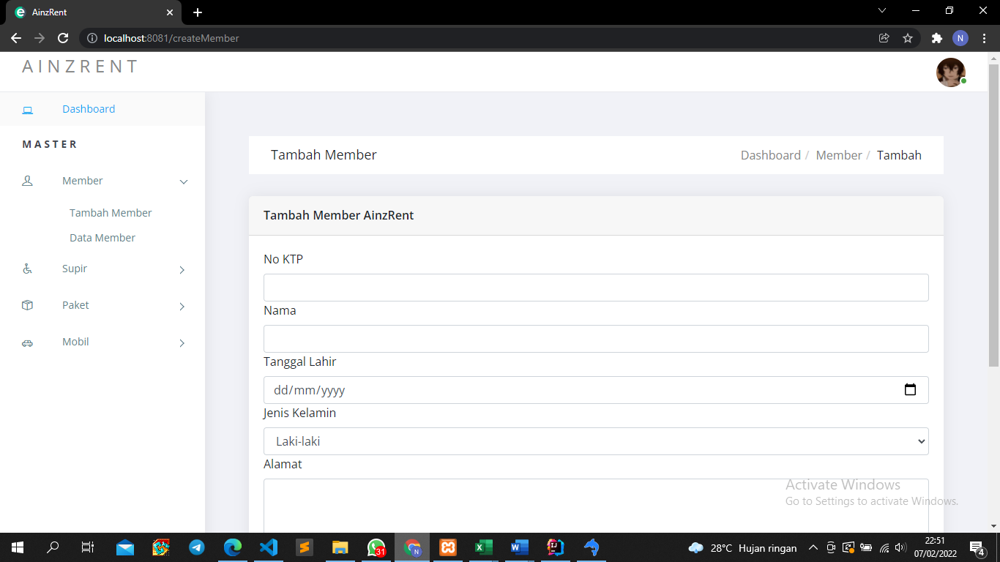 AinzRent
localhost:8081/createMember
N
AINZRENT
Dashboard
MASTER
Member
Tambah Member
Data Member
Supir
Paket
Mobil
Tambah Member
Dashboard / Member / Tambah
Tambah Member AinzRent
No KTP
Nama
Tanggal Lahir
dd/mm/yyyy
Jenis Kelamin
Laki-laki
Alamat
Activate Windows
Go to Settings to activate Windows.
31
N
IJ
28°C Hujan ringan
22:51
07/02/2022
4